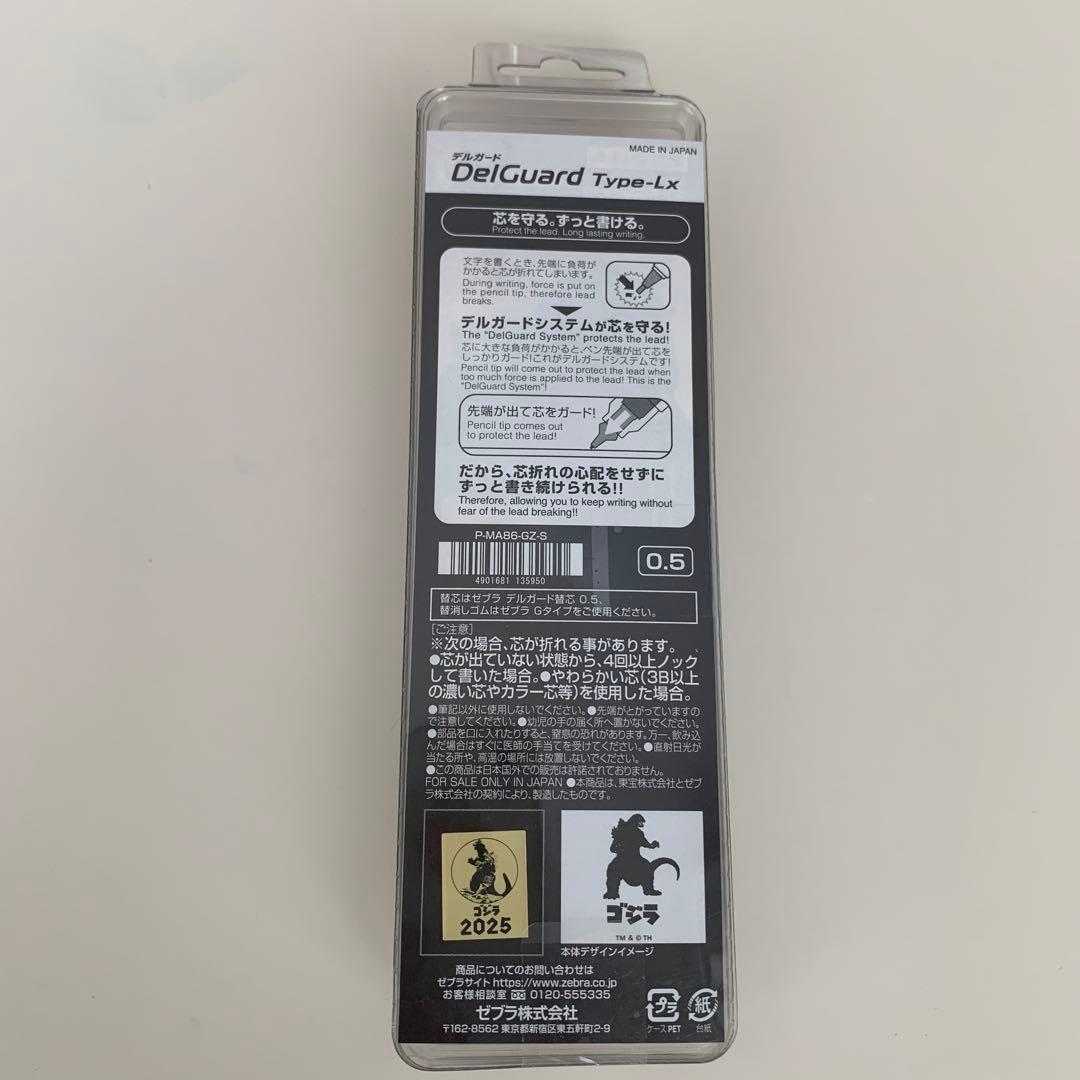 MADE IN JAPAN
デルガード
DelGuard Type-Lx
芯を守る。ずっと書ける。
Protect the lead. Long lasting writing.
文字を書くとき、先端に負荷が
かかると芯が折れてしまいます。
During writing, force is put on
the pencil tip, therefore lead
breaks.
デルガードシステムが芯を守る!
The "DelGuard System" protects the lead!
芯に大きな負荷がかかると、ペン先端が出て芯を
しっかりガード!これがデルガードシステムです!
Pencil tip will come out to protect the lead when
too much force is applied to the lead! This is the
"DelGuard System"!
先端が出て芯をガード!
Pencil tip comes out
to protect the lead!
だから、芯折れの心配をせずに
ずっと書き続けられる!!
Therefore, allowing you to keep writing without
fear of the lead breaking!!
P-MA86-GZ-S
4901681 135950
0.5
替芯はゼブラ デルガード替芯 0.5、
替消しゴムはゼブラ Gタイプをご使用ください。
[ご注意]
※次の場合、芯が折れる事があります。
●芯が出ていない状態から、4回以上ノック
して書いた場合。●やわらかい芯(3B以上
の濃い芯やカラー芯等)を使用した場合。
●筆記以外に使用しないでください。●先端がとがっていますの
で注意してください。●幼児の手の届く所へ置かないでください。
●部品を口に入れたりすると、窒息の恐れがあります。万一、飲み込
んだ場合はすぐに医師の手当てを受けてください。●直射日光が
当たる所や、高温の場所には放置しないでください。
●この商品は日本国外での販売は許諾されておりません。
FOR SALE ONLY IN JAPAN ●本商品は、東宝株式会社とゼブ
ラ株式会社の契約により、製造したものです。
ゴジラ
2025
ゴジラ
TM & © TH
本体デザインイメージ
商品についてのお問い合わせは
ゼブラサイト https://www.zebra.co.jp
お客様相談室 0120-555335
ゼブラ株式会社
〒162-8562 東京都新宿区東五軒町2-9
プラ
ケースPET
紙
台紙